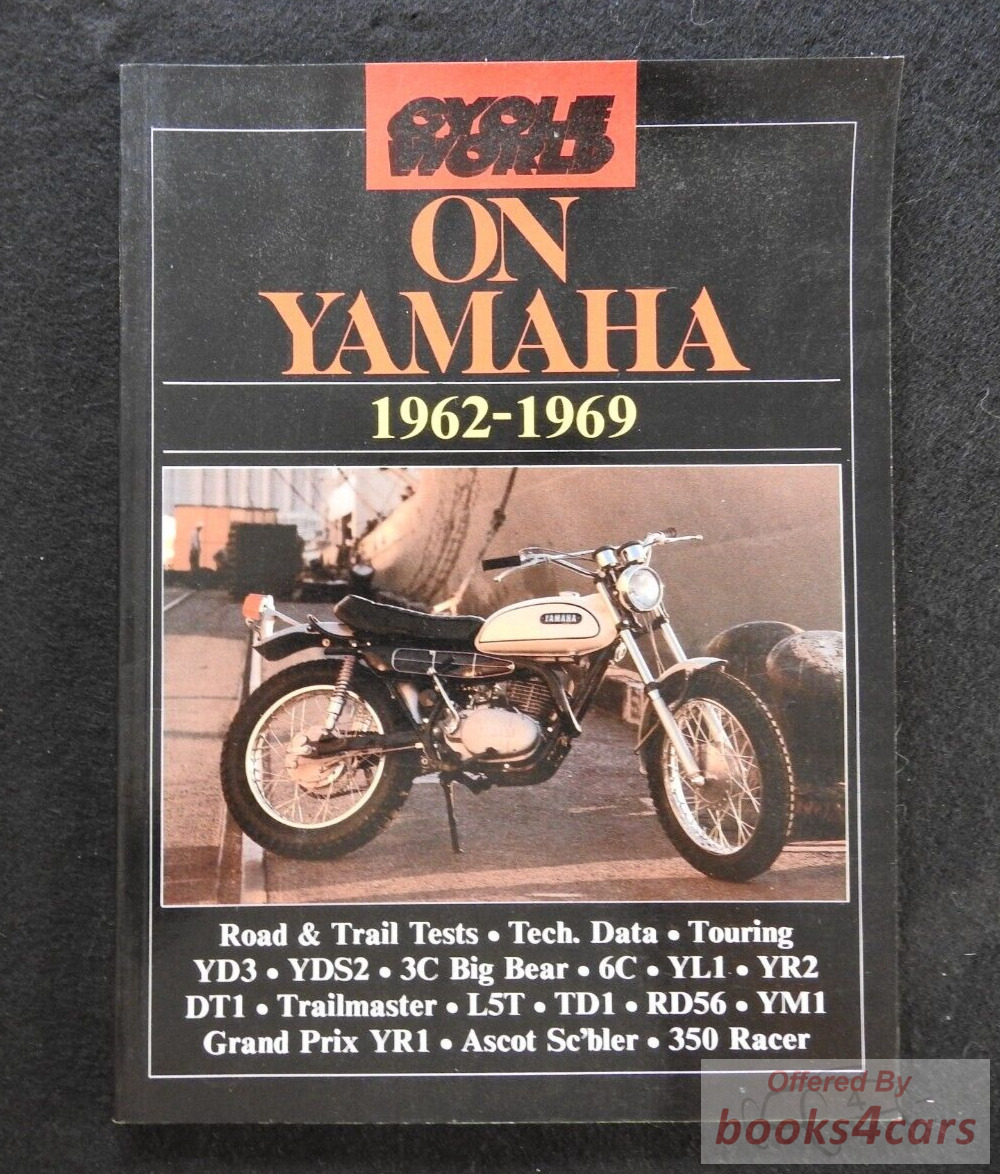 CYCLE
WORLD
ON
YAMAHA
1962-1969
YAMAHA
Road & Trail Tests • Tech. Data • Touring
YD3 • YDS2 • 3C Big Bear • 6C • YL1 • YR2
DT1 • Trailmaster • L5T • TD1 • RD56 • YM1
Grand Prix YR1 • Ascot Sc'bler • 350 Racer
Offered By
books4cars